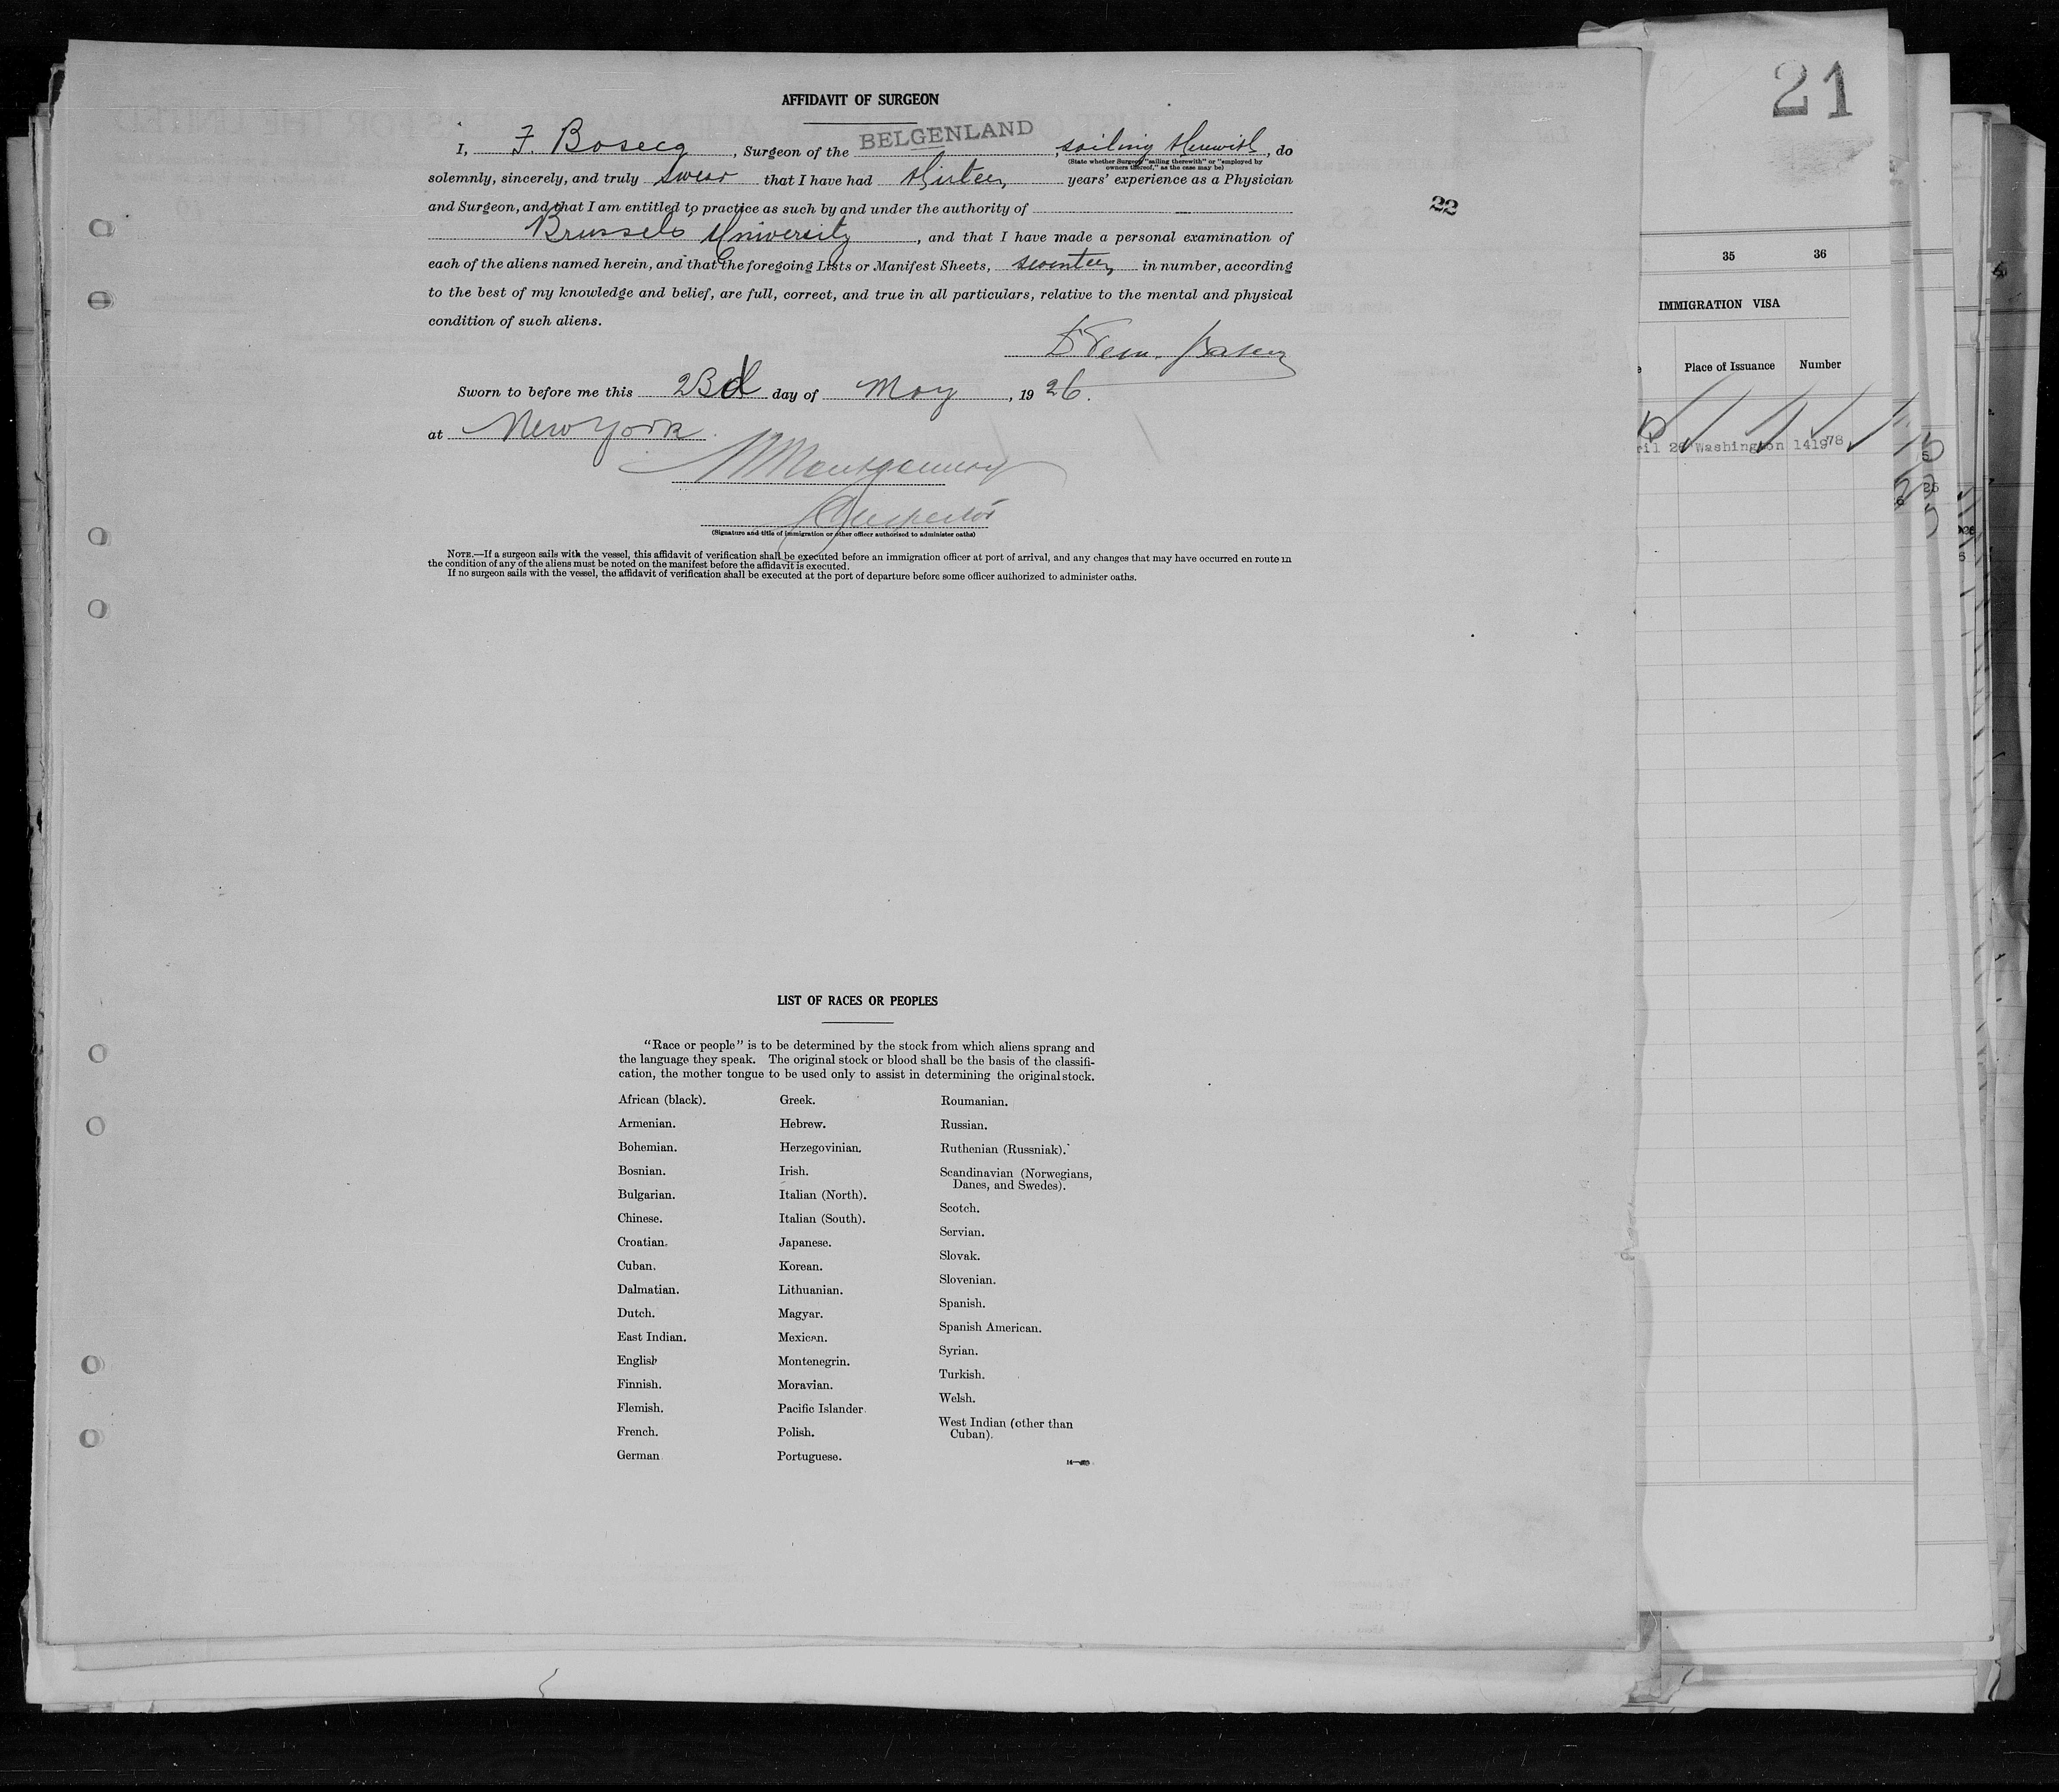 AFFIDAVIT OF SURGEON
I, F. Bosecq, Surgeon of the BELGENLAND, sailing therewith, do
(State whether Surgeon "sailing therewith" or "employed by
owners thereof," as the case may be)
solemnly, sincerely, and truly swear that I have had years' experience as a Physician
and Surgeon, and that I am entitled to practice as such by and under the authority of
Brussels University, and that I have made a personal examination of
each of the aliens named herein, and that the foregoing Lists or Manifest Sheets, seventeen in number, according
to the best of my knowledge and belief, are full, correct, and true in all particulars, relative to the mental and physical
condition of such aliens.
Sworn to before me this 23d day of May, 1926.
at New York
Montgomery
Inspector
(Signature and title of immigration or other officer authorized to administer oaths)
NOTE.—If a surgeon sails with the vessel, this affidavit of verification shall be executed before an immigration officer at port of arrival, and any changes that may have occurred en route in
the condition of any of the aliens must be noted on the manifest before the affidavit is executed.
If no surgeon sails with the vessel, the affidavit of verification shall be executed at the port of departure before some officer authorized to administer oaths.
22
LIST OF RACES OR PEOPLES
"Race or people" is to be determined by the stock from which aliens sprang and
the language they speak. The original stock or blood shall be the basis of the classifi-
cation, the mother tongue to be used only to assist in determining the original stock.
African (black).
Armenian.
Bohemian.
Bosnian.
Bulgarian.
Chinese.
Croatian.
Cuban.
Dalmatian.
Dutch.
East Indian.
English
Finnish.
Flemish.
French.
German
Greek.
Hebrew.
Herzegovinian.
Irish.
Italian (North).
Italian (South).
Japanese.
Korean.
Lithuanian.
Magyar.
Mexican.
Montenegrin.
Moravian.
Pacific Islander.
Polish.
Portuguese.
Roumanian.
Russian.
Ruthenian (Russniak).
Scandinavian (Norwegians,
Danes, and Swedes).
Scotch.
Servian.
Slovak.
Slovenian.
Spanish.
Spanish American.
Syrian.
Turkish.
Welsh.
West Indian (other than
Cuban).
21
35 36
IMMIGRATION VISA
Place of Issuance Number
ril 26 Washington 141978